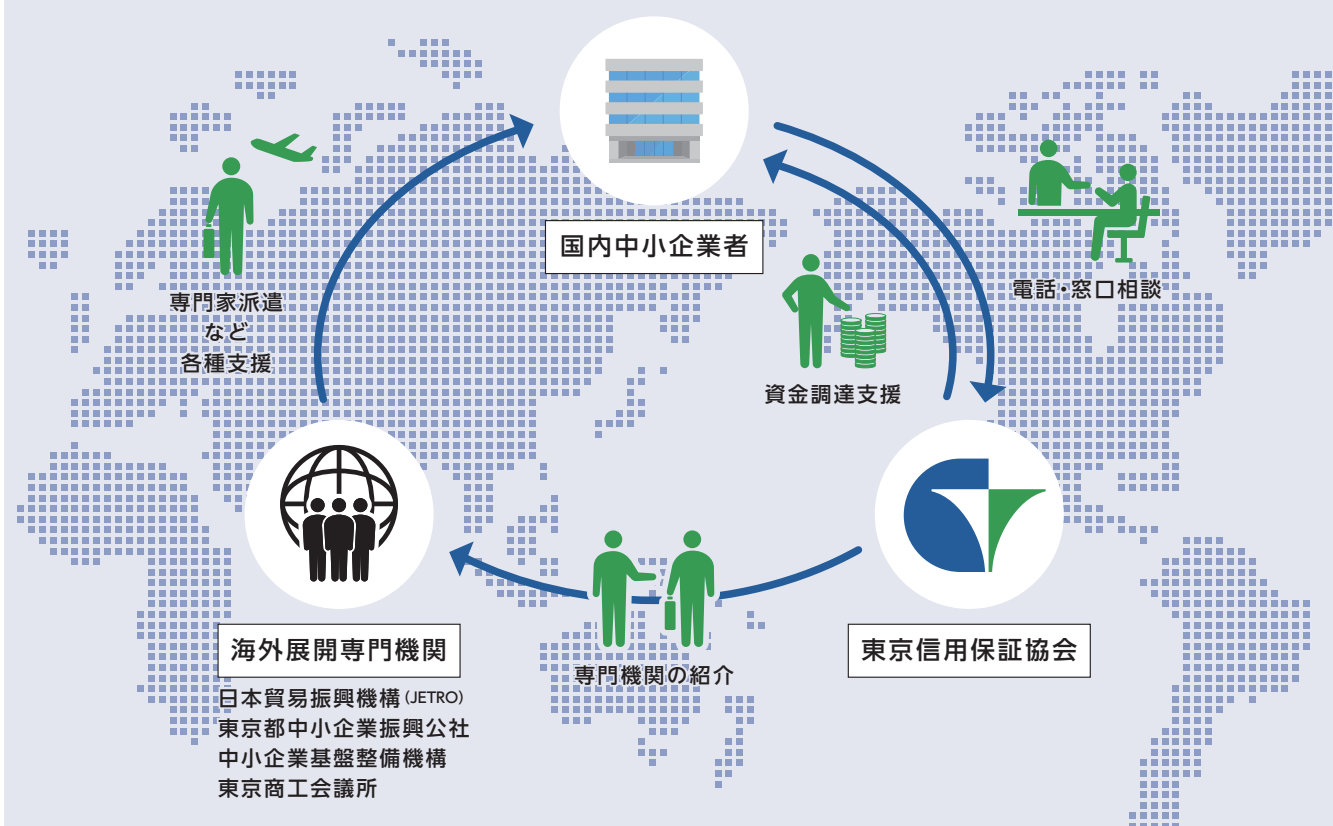 国内中小企業者
専門家派遣
など
各種支援
電話・窓口相談
資金調達支援
海外展開専門機関
日本貿易振興機構(JETRO)
東京都中小企業振興公社
中小企業基盤整備機構
東京商工会議所
専門機関の紹介
東京信用保証協会